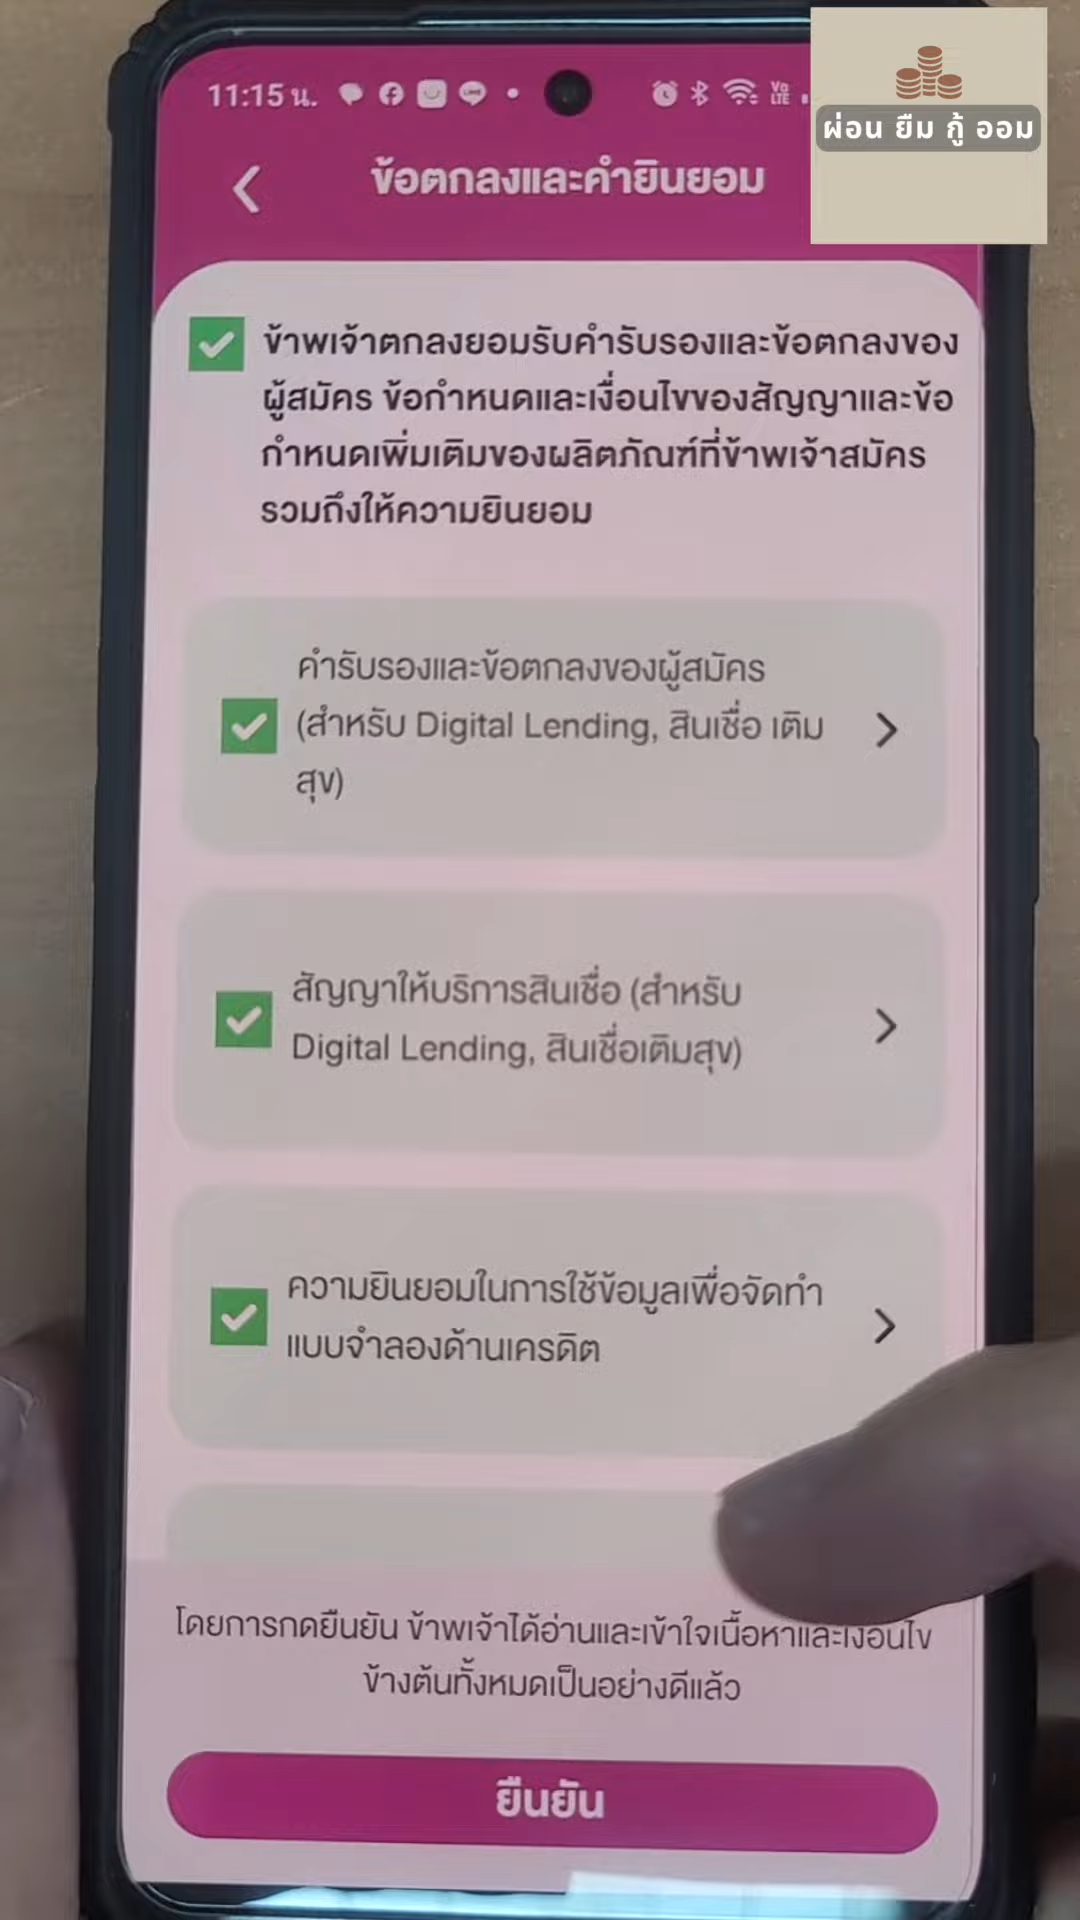 11:15 น.
ผ่อน ยืม กู้ ออม
ข้อตกลงและคำยินยอม
ข้าพเจ้าตกลงยอมรับคำรับรองและข้อตกลงของ
ผู้สมัคร ข้อกำหนดและเงื่อนไขของสัญญาและข้อ
กำหนดเพิ่มเติมของผลิตภัณฑ์ที่ข้าพเจ้าสมัคร
รวมถึงให้ความยินยอม
คำรับรองและข้อตกลงของผู้สมัคร
(สำหรับ Digital Lending, สินเชื่อ เติม
สุข)
สัญญาให้บริการสินเชื่อ (สำหรับ
Digital Lending, สินเชื่อเติมสุข)
ความยินยอมในการใช้ข้อมูลเพื่อจัดทำ
แบบจำลองด้านเครดิต
โดยการกดยืนยัน ข้าพเจ้าได้อ่านและเข้าใจเนื้อหาและเงื่อนไข
ข้างต้นทั้งหมดเป็นอย่างดีแล้ว
ยืนยัน